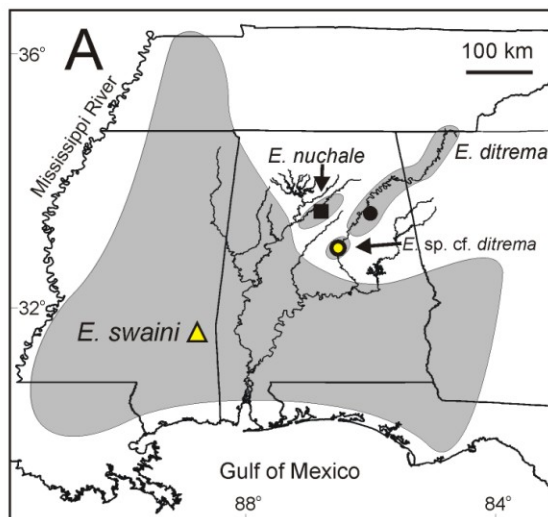 A
36°
100 km
Mississippi River
E. nuchale
E. ditrema
E. sp. cf. ditrema
32°
E. swaini
Gulf of Mexico
88°
84°